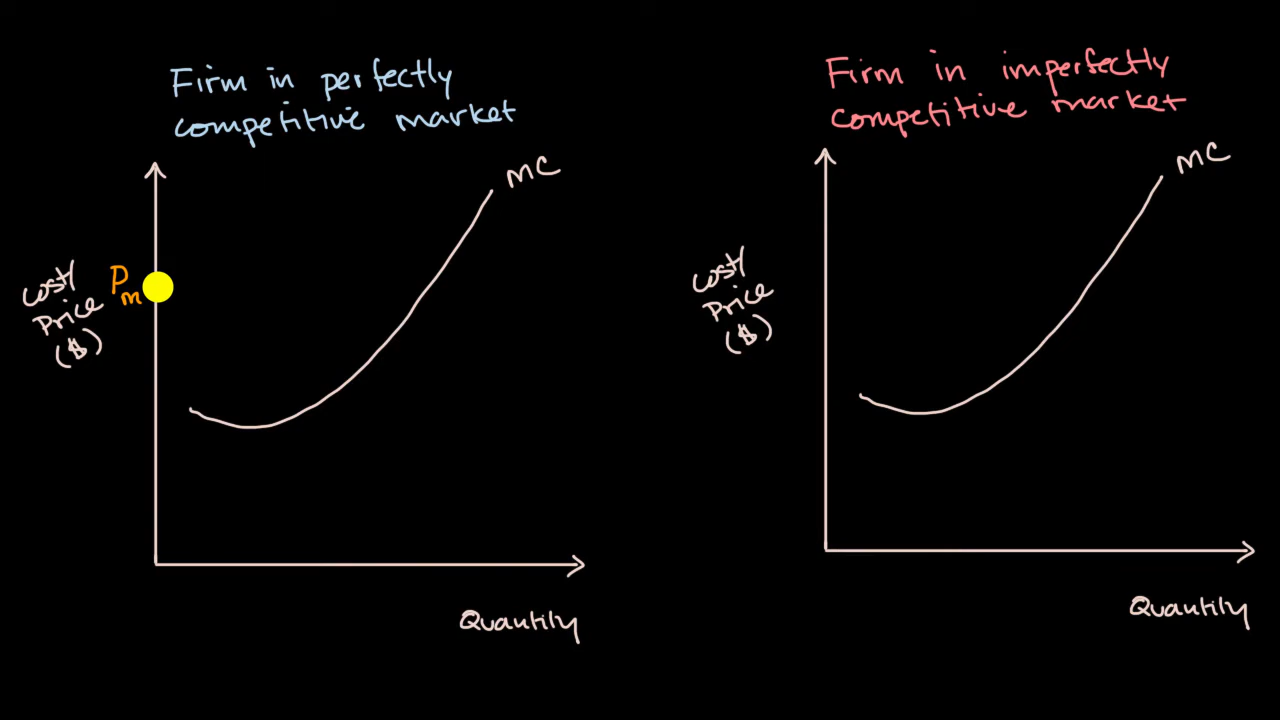 Firm in perfectly
competitive market
MC
Cost/
Price
($)
Pm
Quantity
Firm in imperfectly
competitive market
MC
Cost/
Price
($)
Quantity